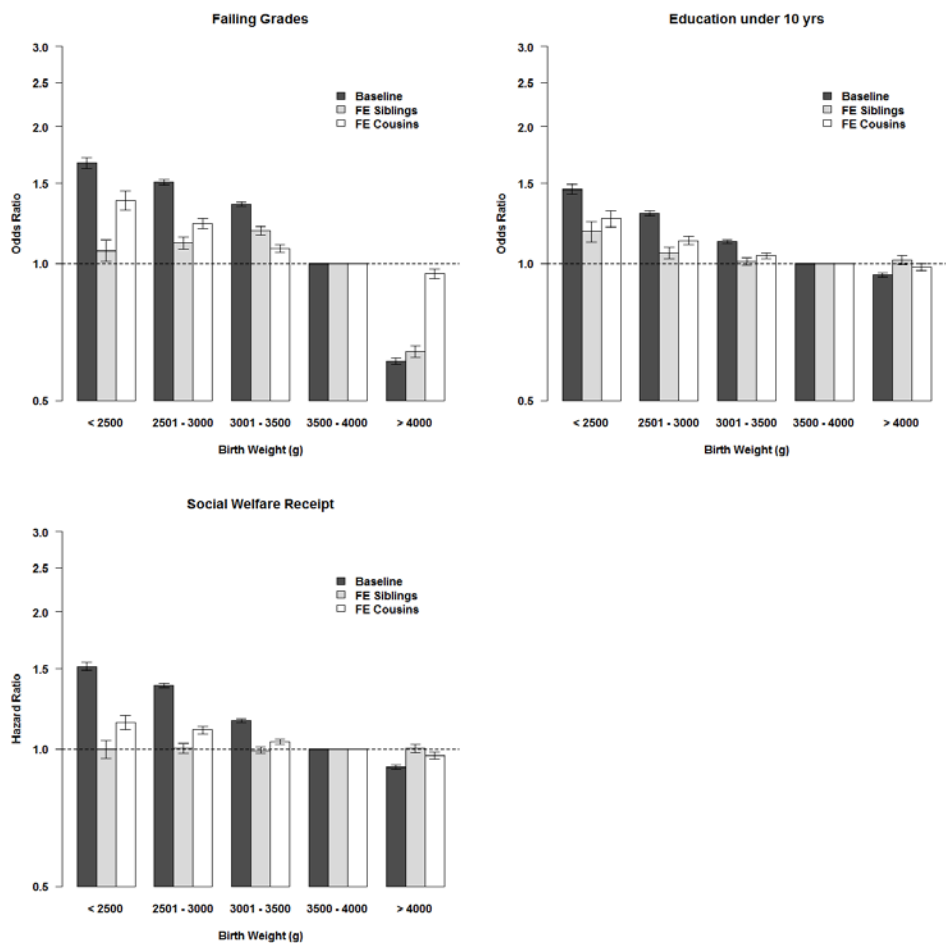 Failing Grades
3.0
2.5
2.0
1.5
1.0
0.5
Odds Ratio
Baseline
FE Siblings
FE Cousins
< 2500
2501 - 3000
3001 - 3500
3500 - 4000
> 4000
Birth Weight (g)
Education under 10 yrs
3.0
2.5
2.0
1.5
1.0
0.5
Odds Ratio
Baseline
FE Siblings
FE Cousins
< 2500
2501 - 3000
3001 - 3500
3500 - 4000
> 4000
Birth Weight (g)
Social Welfare Receipt
3.0
2.5
2.0
1.5
1.0
0.5
Hazard Ratio
Baseline
FE Siblings
FE Cousins
< 2500
2501 - 3000
3001 - 3500
3500 - 4000
> 4000
Birth Weight (g)